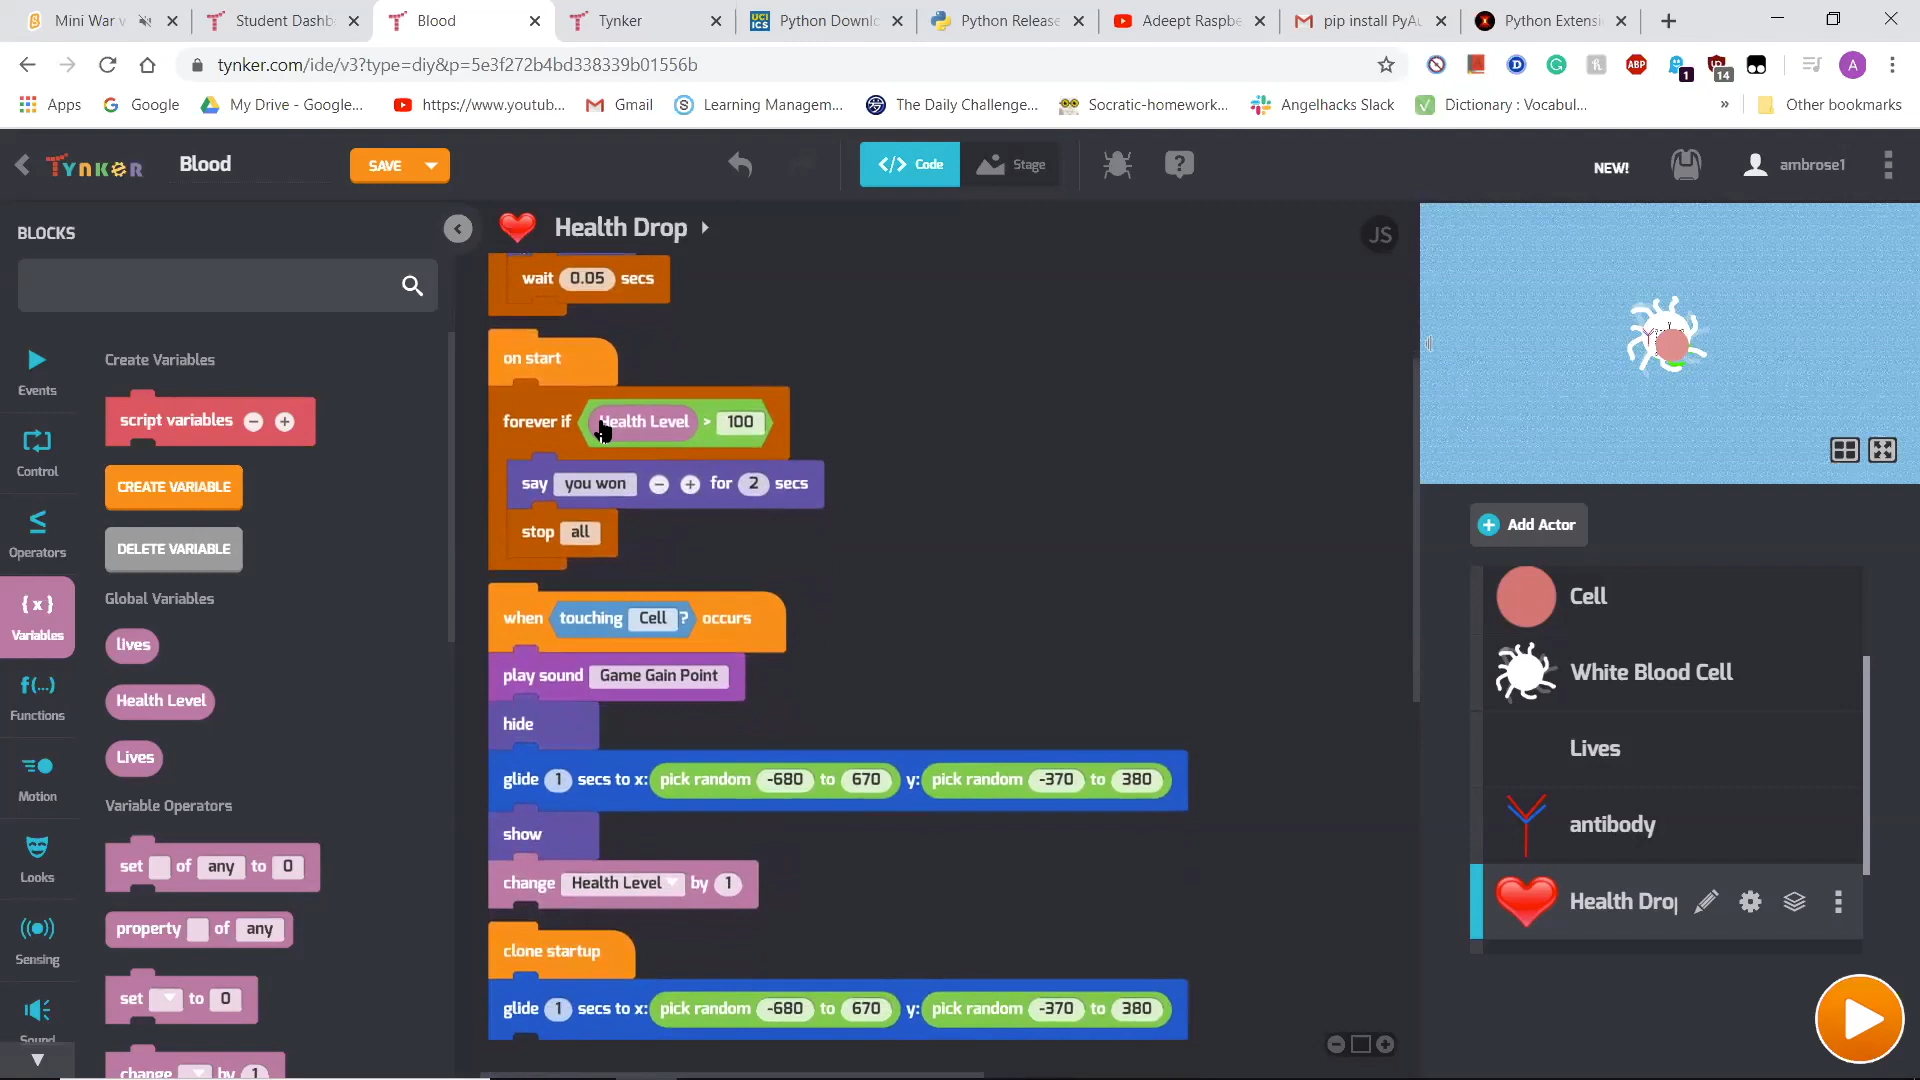 Mini War v
Student Dashb
Blood
Tynker
UCI ICS
Python Downlo
Python Release
Adeept Raspbe
pip install PyAu
Python Extensi
tynker.com/ide/v3?type=diy&p=5e3f272b4bd338339b01556b
ABP
1
14
A
Apps
Google
My Drive - Google...
https://www.youtub...
Gmail
Learning Managem...
The Daily Challenge...
Socratic-homework...
Angelhacks Slack
Dictionary : Vocabul...
»
Other bookmarks
TYNKER
Blood
SAVE
</> Code
Stage
NEW!
ambrose1
BLOCKS
Health Drop
JS
Events
Control
Operators
{x}
Variables
f(...)
Functions
Motion
Looks
Sensing
Sound
Create Variables
script variables
CREATE VARIABLE
DELETE VARIABLE
Global Variables
lives
Health Level
Lives
Variable Operators
set of any to 0
property of any
set to 0
change by 1
wait 0.05 secs
on start
forever if Health Level > 100
say you won − + for 2 secs
stop all
when touching Cell ? occurs
play sound Game Gain Point
hide
glide 1 secs to x: pick random -680 to 670 y: pick random -370 to 380
show
change Health Level by 1
clone startup
glide 1 secs to x: pick random -680 to 670 y: pick random -370 to 380
Add Actor
Cell
White Blood Cell
Lives
antibody
Health Drop